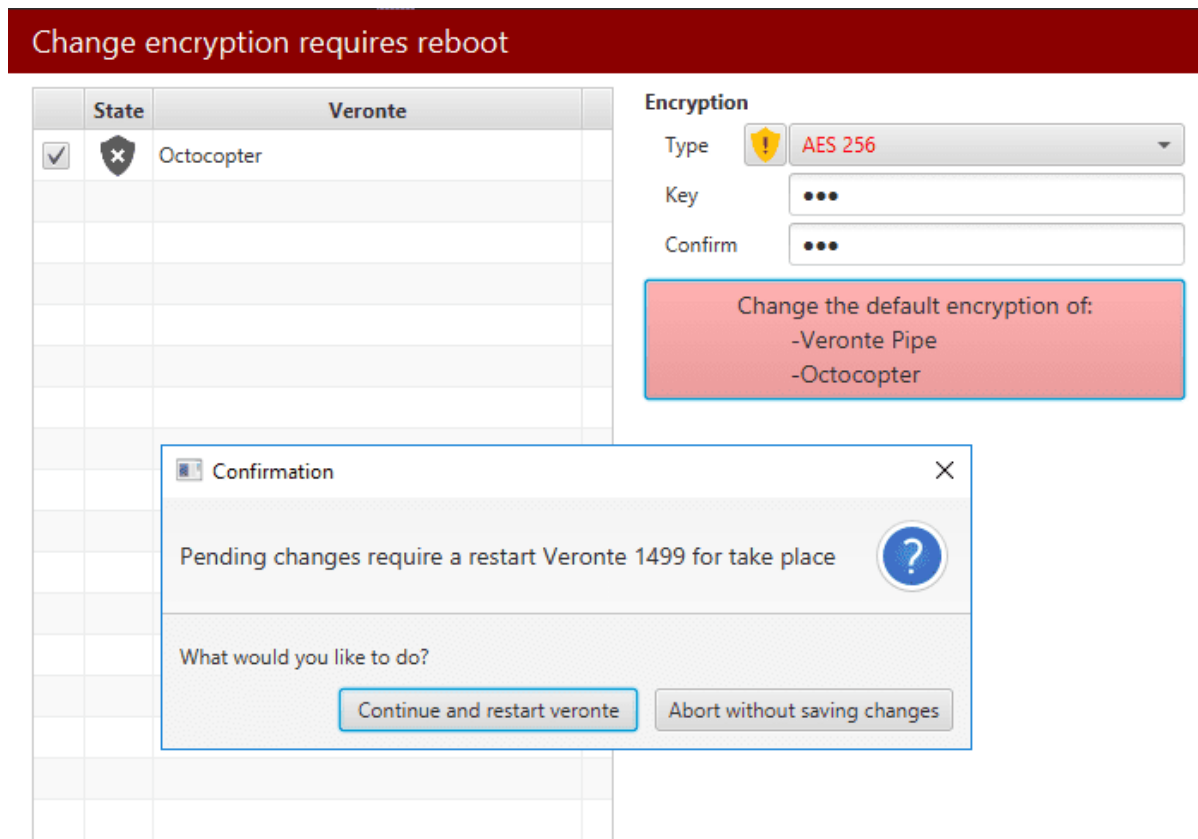 Change encryption requires reboot
State Veronte
Octocopter
Encryption
Type AES 256
Key •••
Confirm •••
Change the default encryption of:
-Veronte Pipe
-Octocopter
Confirmation
Pending changes require a restart Veronte 1499 for take place
What would you like to do?
Continue and restart veronte Abort without saving changes